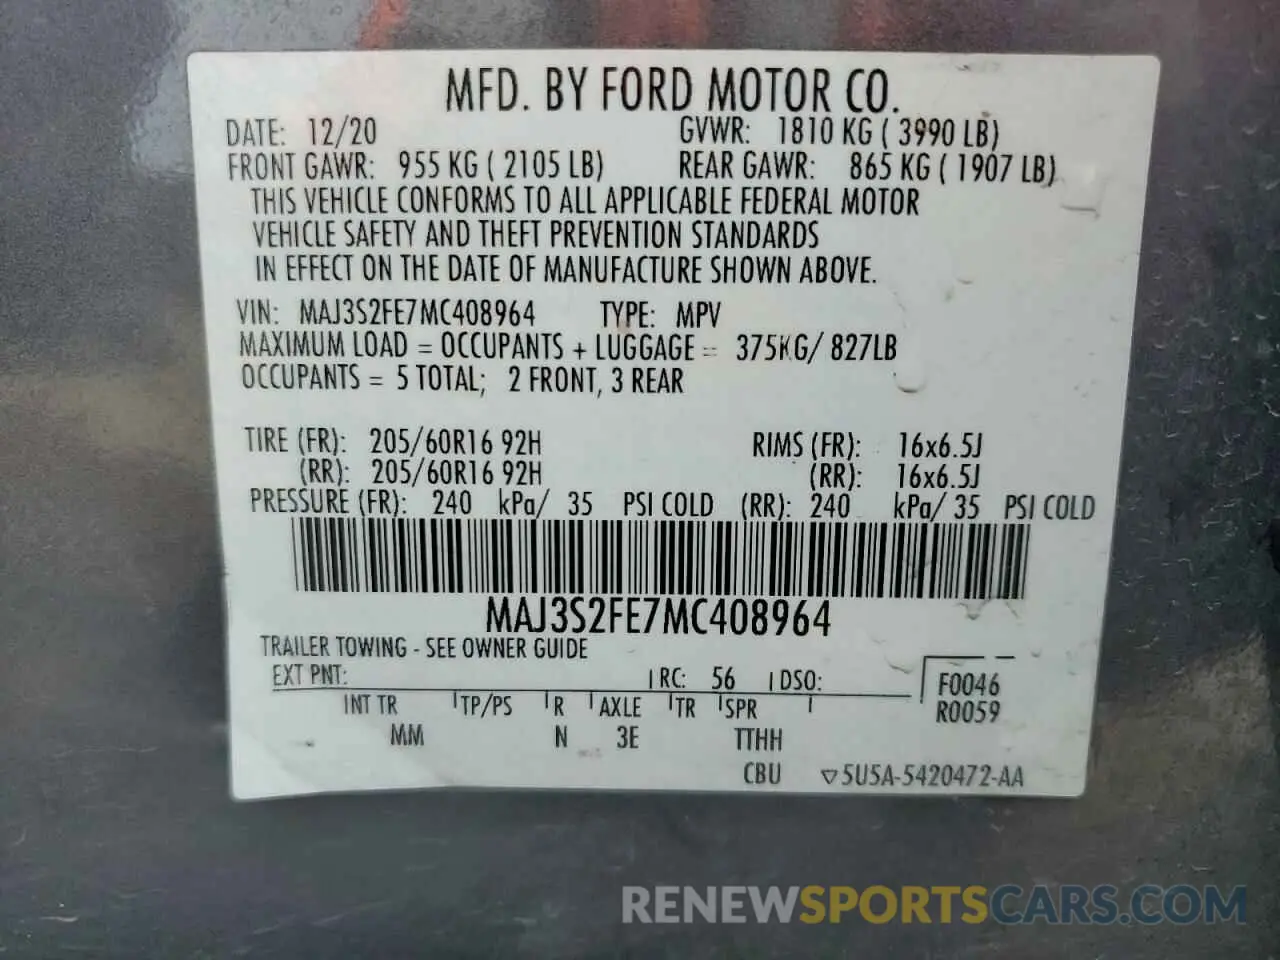 MFD. BY FORD MOTOR CO.
DATE: 12/20 GVWR: 1810 KG ( 3990 LB)
FRONT GAWR: 955 KG ( 2105 LB) REAR GAWR: 865 KG ( 1907 LB)
THIS VEHICLE CONFORMS TO ALL APPLICABLE FEDERAL MOTOR
VEHICLE SAFETY AND THEFT PREVENTION STANDARDS
IN EFFECT ON THE DATE OF MANUFACTURE SHOWN ABOVE.
VIN: MAJ3S2FE7MC408964 TYPE: MPV
MAXIMUM LOAD = OCCUPANTS + LUGGAGE = 375KG/ 827LB
OCCUPANTS = 5 TOTAL; 2 FRONT, 3 REAR
TIRE (FR): 205/60R16 92H RIMS (FR): 16x6.5J
(RR): 205/60R16 92H (RR): 16x6.5J
PRESSURE (FR): 240 kPa/ 35 PSI COLD (RR): 240 kPa/ 35 PSI COLD
MAJ3S2FE7MC408964
TRAILER TOWING - SEE OWNER GUIDE
EXT PNT: RC: 56 DSO: F0046
INT TR TP/PS R AXLE TR SPR R0059
MM N 3E TTHH
CBU ▽5U5A-5420472-AA
RENEWSPORTSCARS.COM